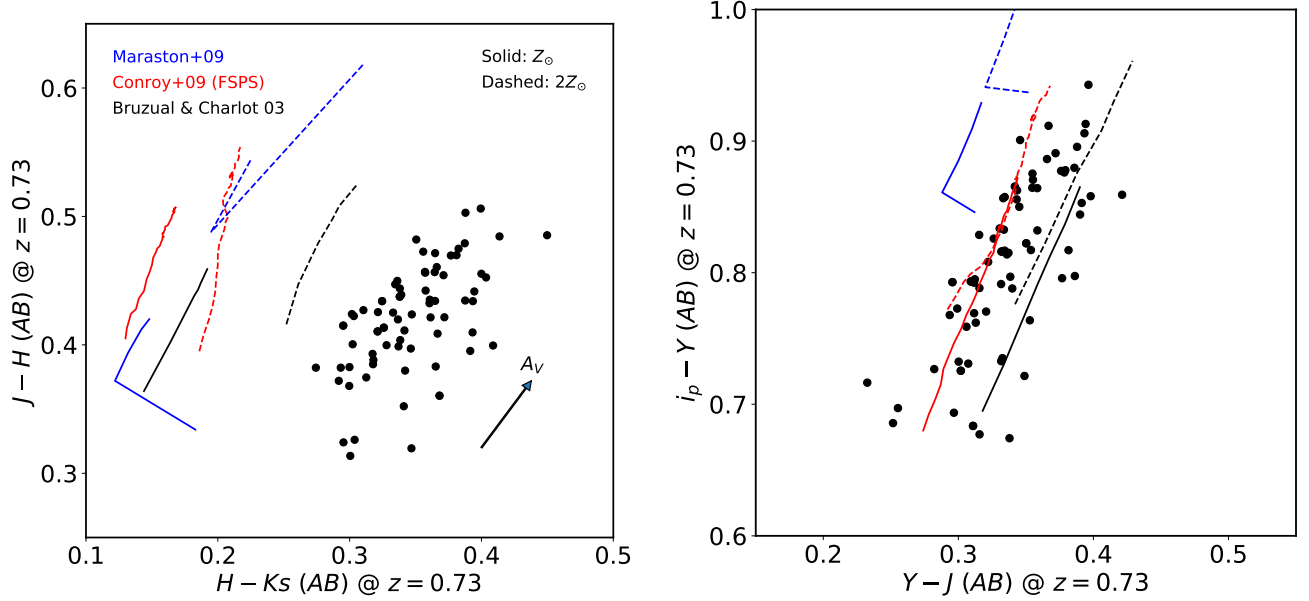 Maraston+09
Conroy+09 (FSPS)
Bruzual & Charlot 03
Solid: Z⊙
Dashed: 2Z⊙
A_V
0.6
0.5
0.4
0.3
J − H (AB) @ z = 0.73
0.1 0.2 0.3 0.4 0.5
H − Ks (AB) @ z = 0.73
1.0
0.9
0.8
0.7
0.6
i_p − Y (AB) @ z = 0.73
0.2 0.3 0.4 0.5
Y − J (AB) @ z = 0.73